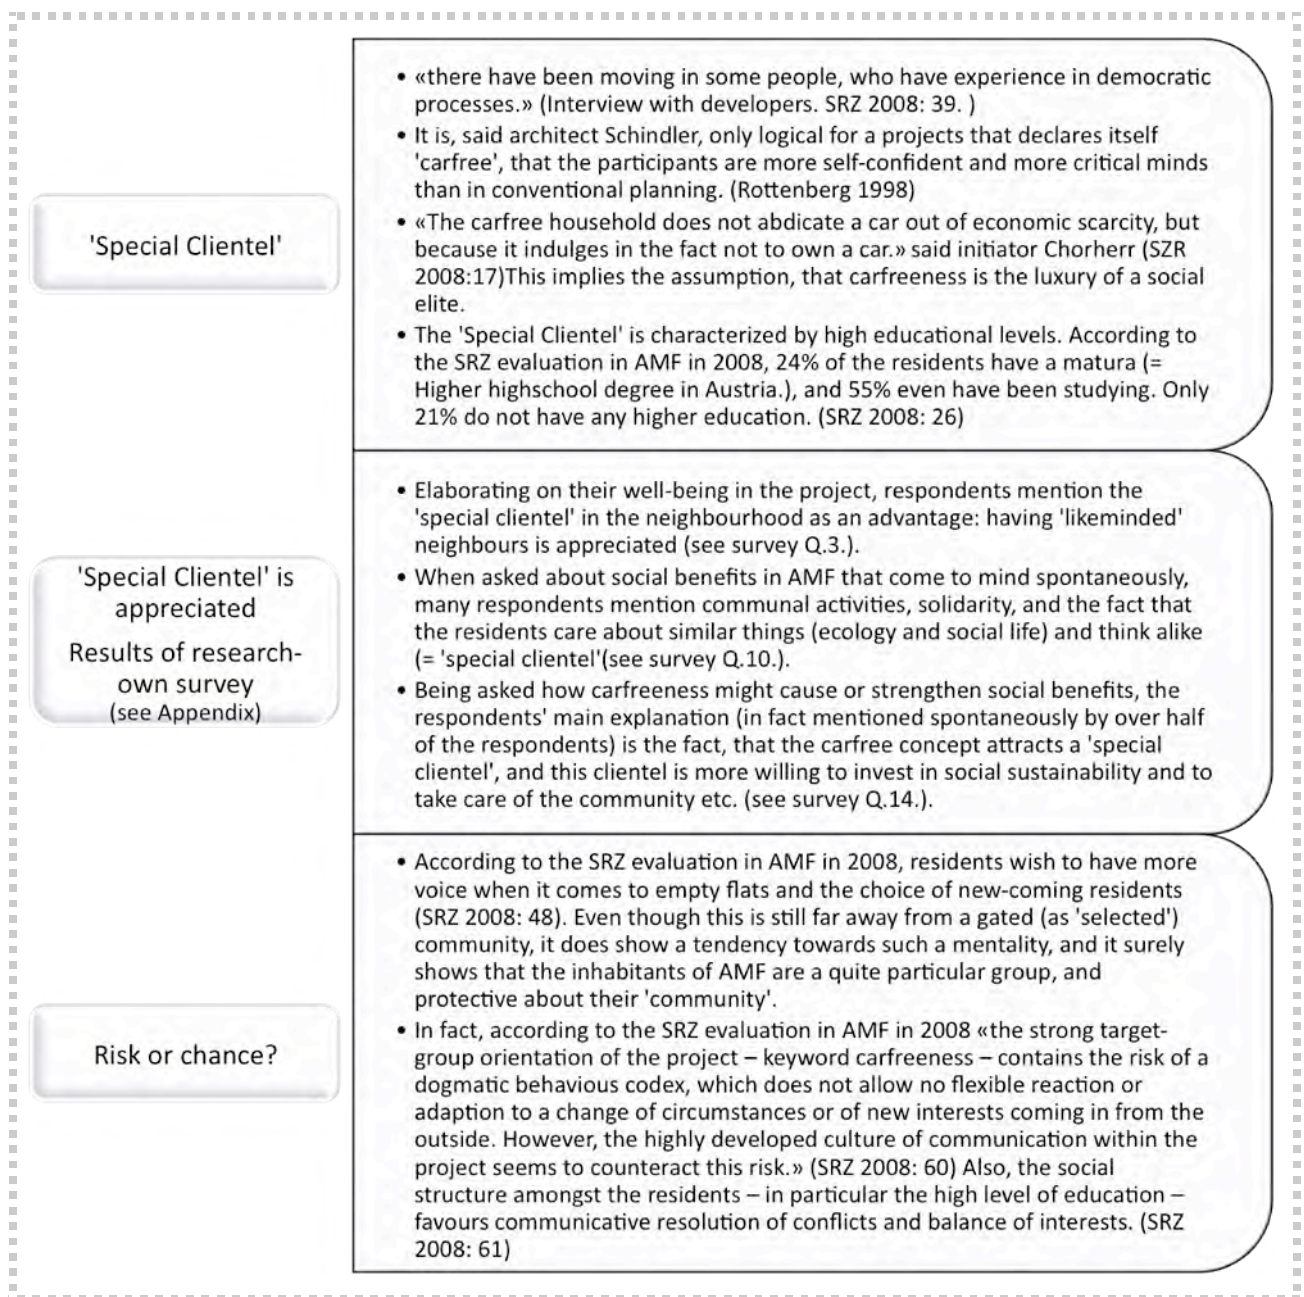 'Special Clientel'
• «there have been moving in some people, who have experience in democratic
processes.» (Interview with developers. SRZ 2008: 39. )
• It is, said architect Schindler, only logical for a projects that declares itself
'carfree', that the participants are more self-confident and more critical minds
than in conventional planning. (Rottenberg 1998)
• «The carfree household does not abdicate a car out of economic scarcity, but
because it indulges in the fact not to own a car.» said initiator Chorherr (SZR
2008:17)This implies the assumption, that carfreeness is the luxury of a social
elite.
• The 'Special Clientel' is characterized by high educational levels. According to
the SRZ evaluation in AMF in 2008, 24% of the residents have a matura (=
Higher highschool degree in Austria.), and 55% even have been studying. Only
21% do not have any higher education. (SRZ 2008: 26)
'Special Clientel' is
appreciated
Results of research-
own survey
(see Appendix)
• Elaborating on their well-being in the project, respondents mention the
'special clientel' in the neighbourhood as an advantage: having 'likeminded'
neighbours is appreciated (see survey Q.3.).
• When asked about social benefits in AMF that come to mind spontaneously,
many respondents mention communal activities, solidarity, and the fact that
the residents care about similar things (ecology and social life) and think alike
(= 'special clientel'(see survey Q.10.).
• Being asked how carfreeness might cause or strengthen social benefits, the
respondents' main explanation (in fact mentioned spontaneously by over half
of the respondents) is the fact, that the carfree concept attracts a 'special
clientel', and this clientel is more willing to invest in social sustainability and to
take care of the community etc. (see survey Q.14.).
Risk or chance?
• According to the SRZ evaluation in AMF in 2008, residents wish to have more
voice when it comes to empty flats and the choice of new-coming residents
(SRZ 2008: 48). Even though this is still far away from a gated (as 'selected')
community, it does show a tendency towards such a mentality, and it surely
shows that the inhabitants of AMF are a quite particular group, and
protective about their 'community'.
• In fact, according to the SRZ evaluation in AMF in 2008 «the strong target-
group orientation of the project – keyword carfreeness – contains the risk of a
dogmatic behavious codex, which does not allow no flexible reaction or
adaption to a change of circumstances or of new interests coming in from the
outside. However, the highly developed culture of communication within the
project seems to counteract this risk.» (SRZ 2008: 60) Also, the social
structure amongst the residents – in particular the high level of education –
favours communicative resolution of conflicts and balance of interests. (SRZ
2008: 61)